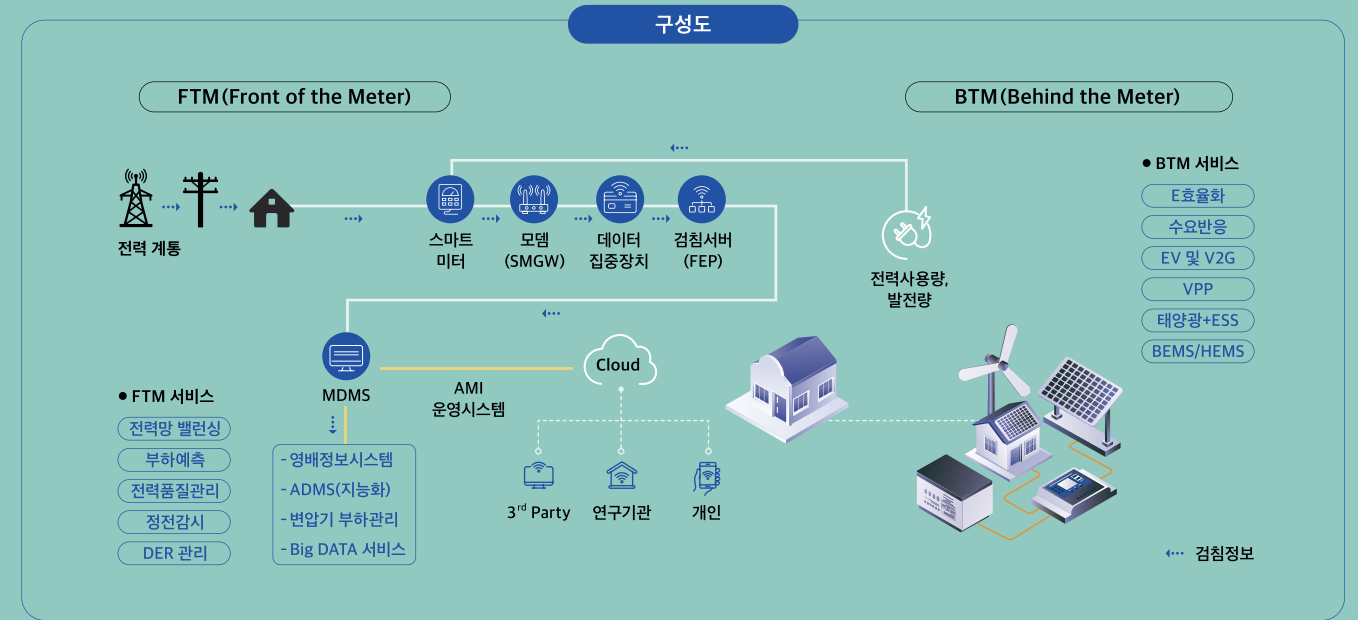 구성도
FTM(Front of the Meter)
BTM(Behind the Meter)
전력 계통
스마트
미터
모뎀
(SMGW)
데이터
집중장치
검침서버
(FEP)
전력사용량,
발전량
• BTM 서비스
E효율화
수요반응
EV 및 V2G
VPP
태양광+ESS
BEMS/HEMS
MDMS
AMI
운영시스템
Cloud
• FTM 서비스
전력망 밸런싱
부하예측
전력품질관리
정전감시
DER 관리
- 영배정보시스템
- ADMS(지능화)
- 변압기 부하관리
- Big DATA 서비스
3rd Party
연구기관
개인
검침정보